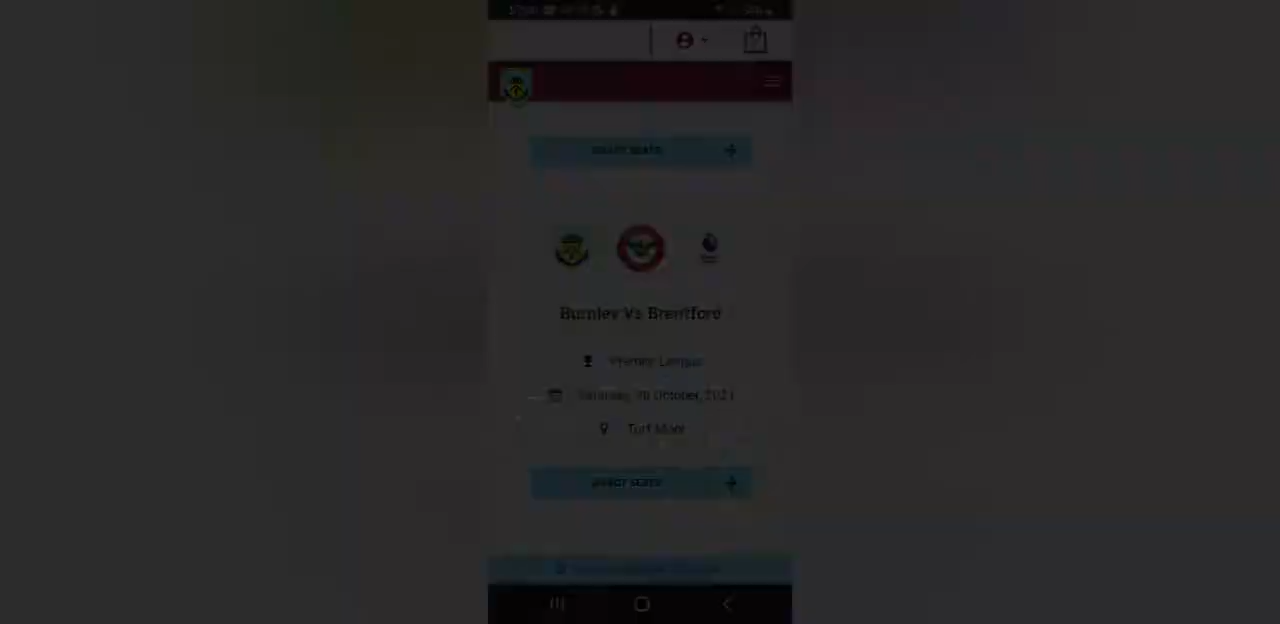 SELECT SEATS
Burnley Vs Brentford
Premier League
Saturday, 30 October, 2021
Turf Moor
SELECT SEATS